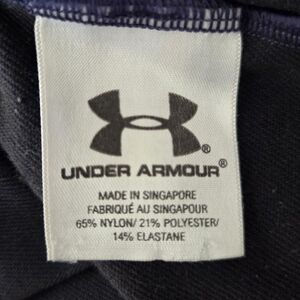 ®
UNDER ARMOUR®
MADE IN SINGAPORE
FABRIQUÉ AU SINGAPOUR
65% NYLON/ 21% POLYESTER/
14% ELASTANE